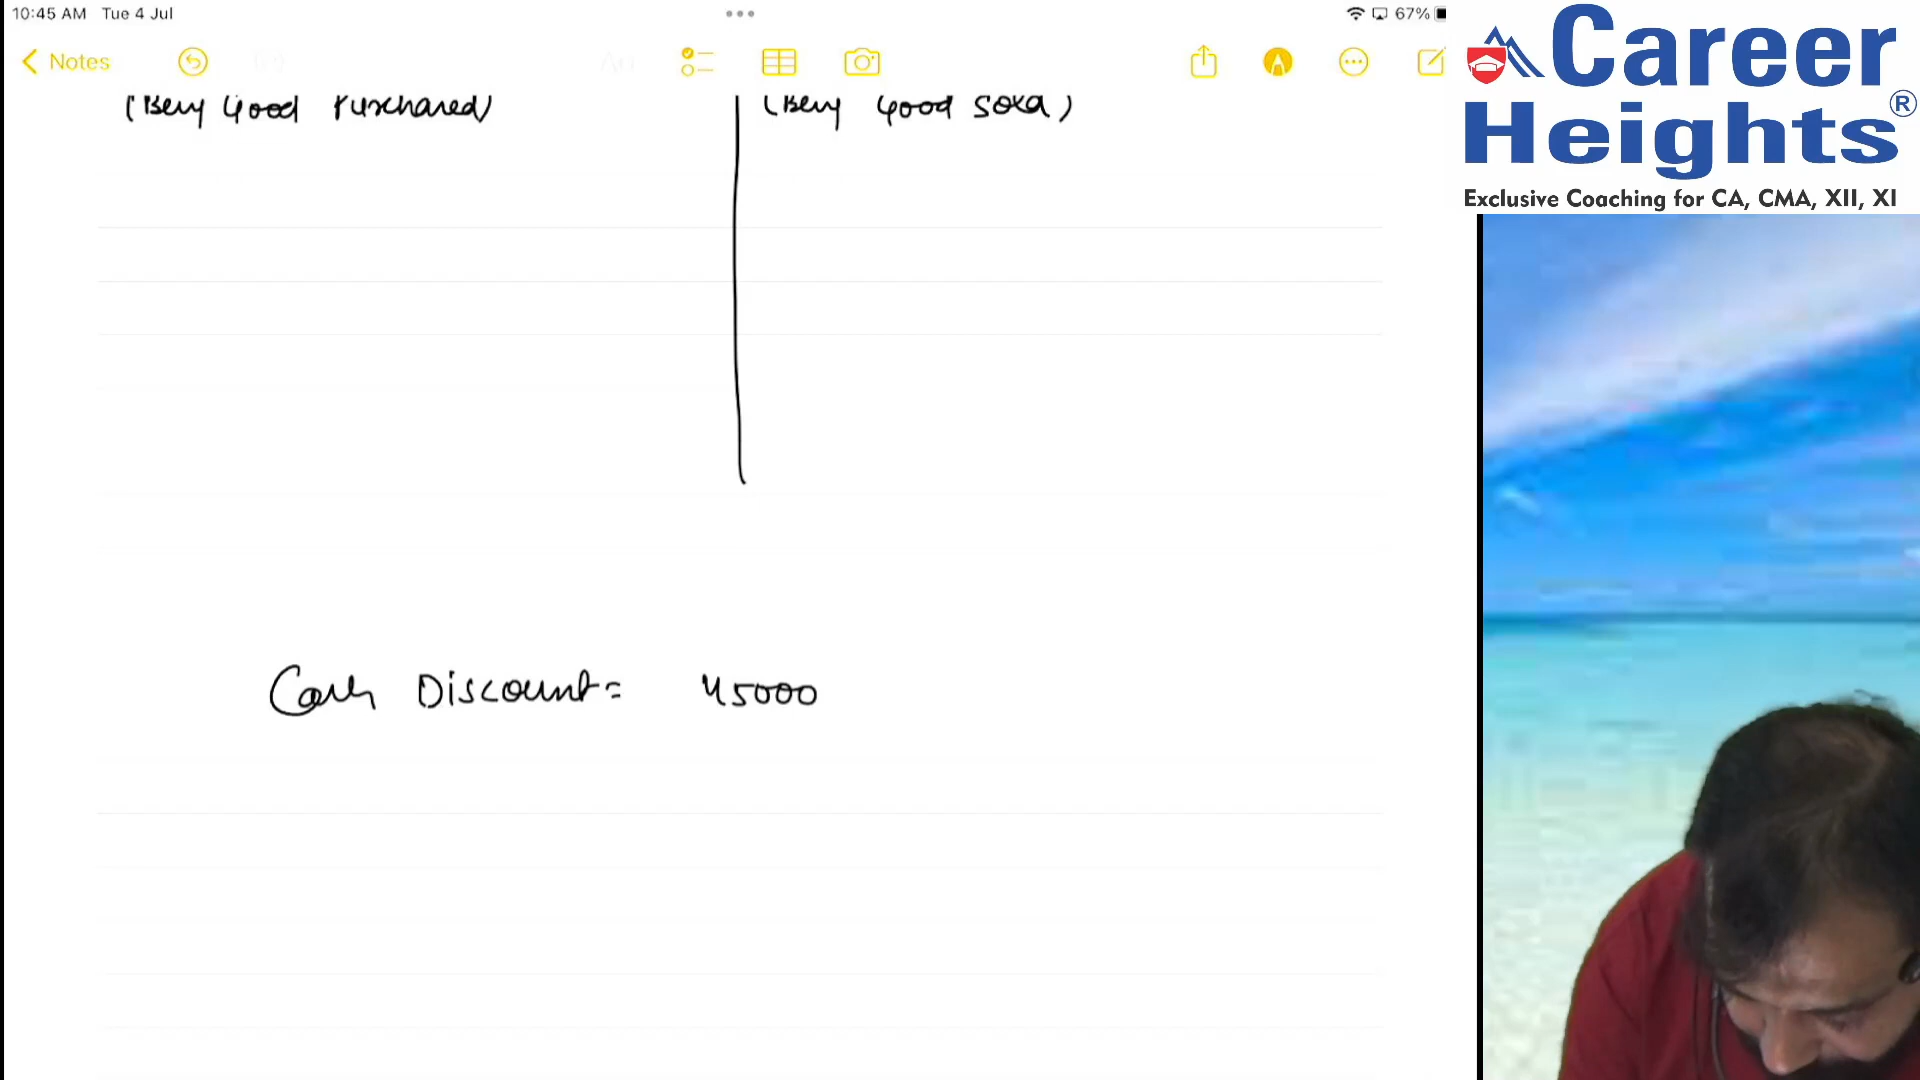 10:45 AM Tue 4 Jul
67%
Notes
Career
Heights®
Exclusive Coaching for CA, CMA, XII, XI
Good Purchased) (Being Good Sold)
Cash Discount = 45000